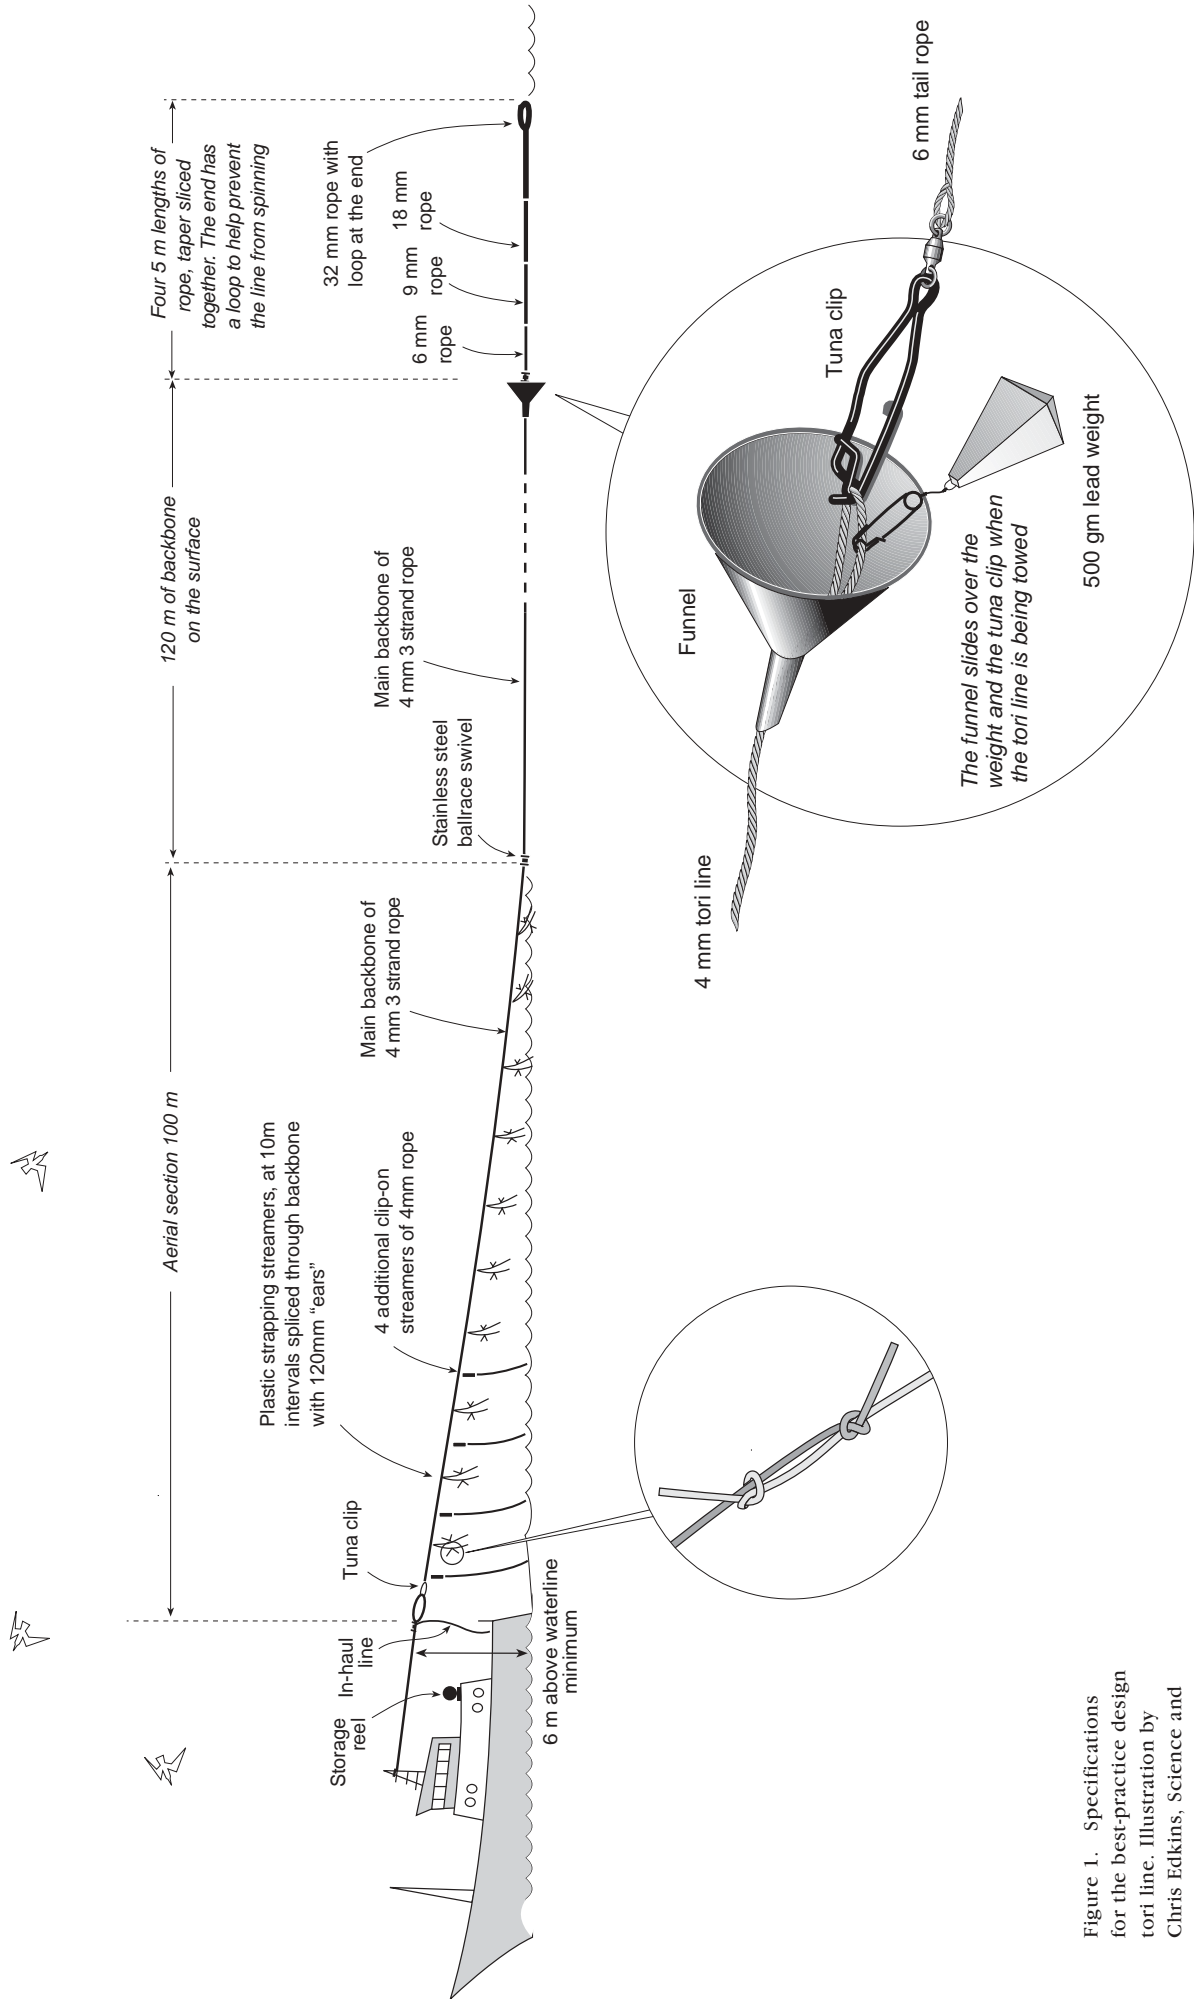 Aerial section 100 m
120 m of backbone
on the surface
Four 5 m lengths of
rope, taper sliced
together. The end has
a loop to help prevent
the line from spinning
Plastic strapping streamers, at 10m
intervals spliced through backbone
with 120mm “ears”
Storage
reel
In-haul
line
Tuna clip
4 additional clip-on
streamers of 4mm rope
Main backbone of
4 mm 3 strand rope
Stainless steel
ballrace swivel
Main backbone of
4 mm 3 strand rope
6 mm
rope
9 mm
rope
18 mm
rope
32 mm rope with
loop at the end
6 m above waterline
minimum
4 mm tori line
Funnel
Tuna clip
6 mm tail rope
The funnel slides over the
weight and the tuna clip when
the tori line is being towed
500 gm lead weight
Figure 1. Specifications
for the best-practice design
tori line. Illustration by
Chris Edkins, Science and